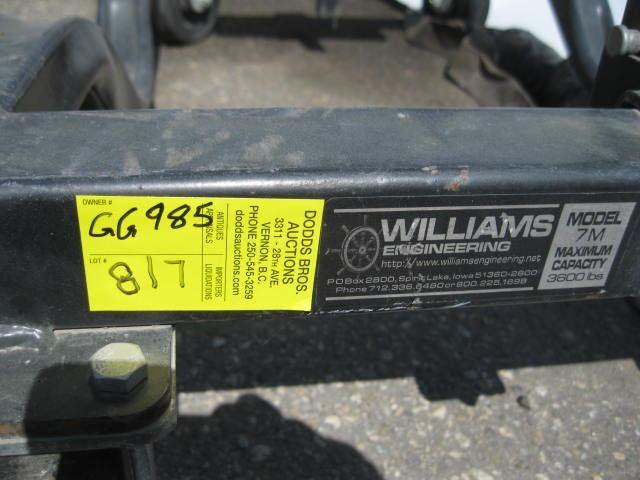 OWNER #
GG985
LOT #
817
ANTIQUES
APPRAISALS
IMPORTERS
LIQUIDATIONS
DODDS BROS.
AUCTIONS
3311 - 28TH AVE.
VERNON, B.C.
PHONE 250-545-3259
doddsauctions.com
WILLIAMS
ENGINEERING
http://www.williamsengineering.net
PO Box 2800, Spirit Lake, Iowa 51360-2800
Phone 712.336.6480 or 800.225.1698
MODEL
7M
MAXIMUM
CAPACITY
3600 lbs